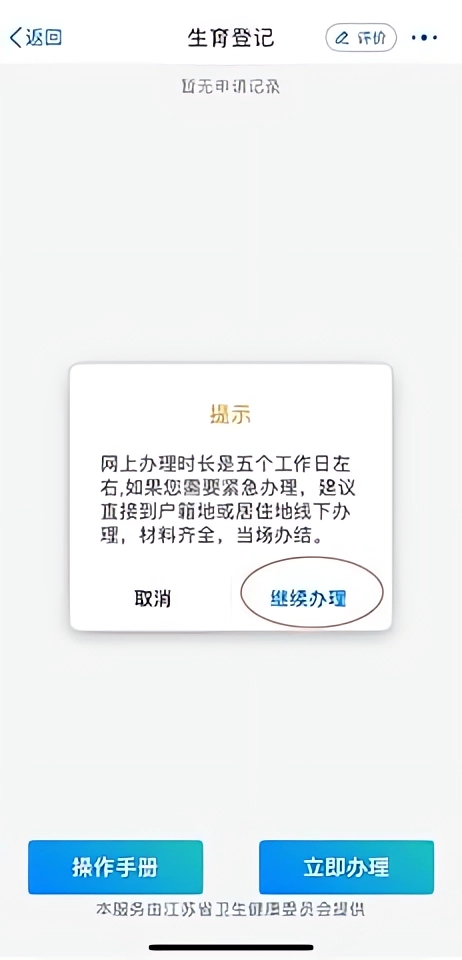 返回
生育登记
评价
暂无申请记录
提示
网上办理时长是五个工作日左
右,如果您需要紧急办理，建议
直接到户籍地或居住地线下办
理，材料齐全，当场办结。
取消
继续办理
操作手册
立即办理
本服务由江苏省卫生健康委员会提供